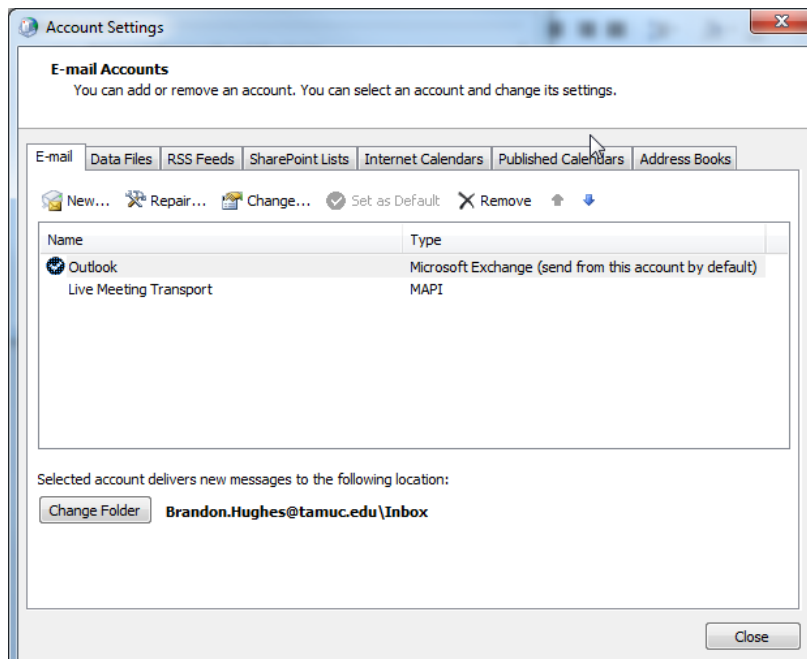 Account Settings
E-mail Accounts
You can add or remove an account. You can select an account and change its settings.
E-mail Data Files RSS Feeds SharePoint Lists Internet Calendars Published Calendars Address Books
New... Repair... Change... Set as Default Remove
Name Type
Outlook Microsoft Exchange (send from this account by default)
Live Meeting Transport MAPI
Selected account delivers new messages to the following location:
Change Folder Brandon.Hughes@tamuc.edu\Inbox
Close